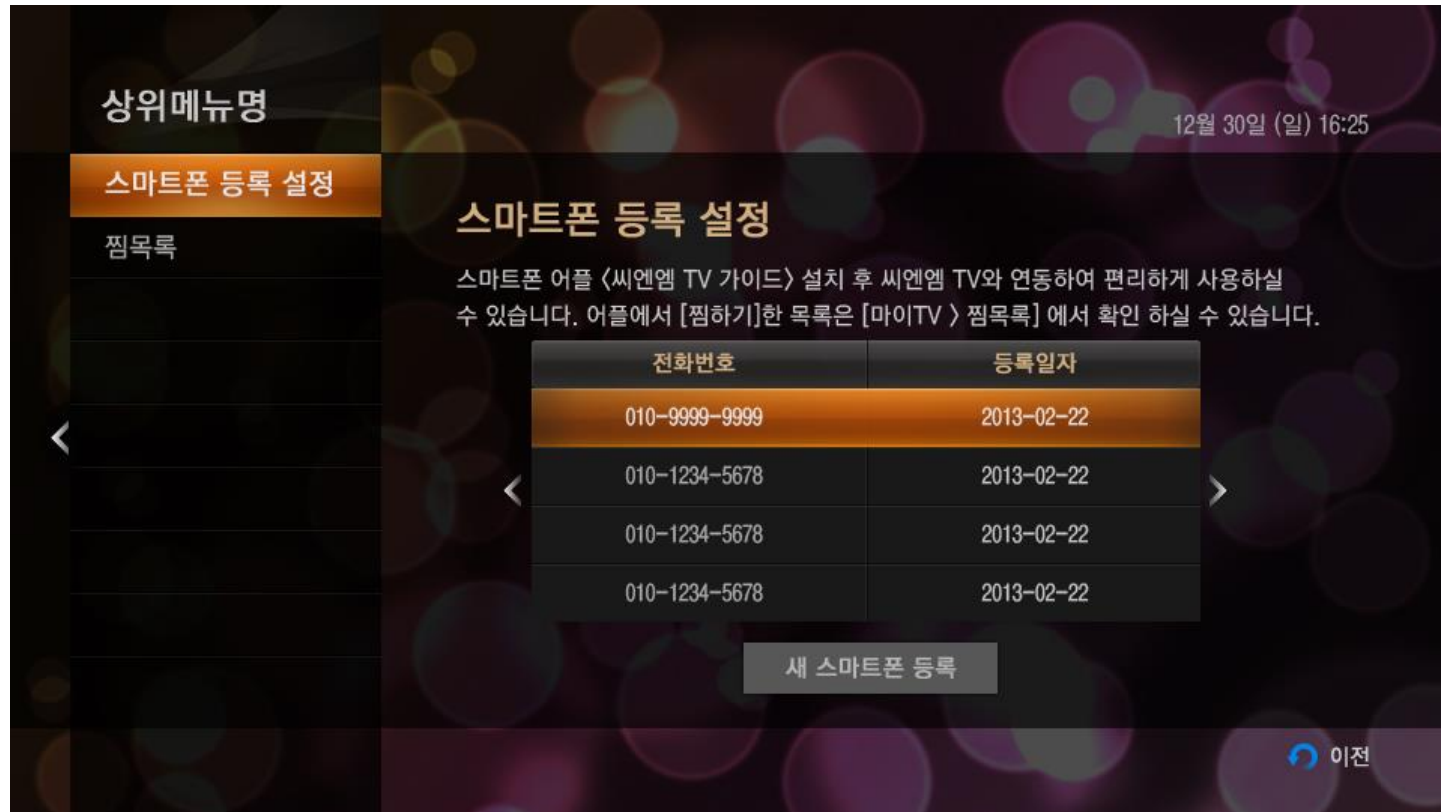 상위메뉴명
12월 30일 (일) 16:25
스마트폰 등록 설정
찜목록
스마트폰 등록 설정
스마트폰 어플 〈씨엔엠 TV 가이드〉 설치 후 씨엔엠 TV와 연동하여 편리하게 사용하실
수 있습니다. 어플에서 [찜하기]한 목록은 [마이TV 〉 찜목록] 에서 확인 하실 수 있습니다.
전화번호 등록일자
010-9999-9999 2013-02-22
010-1234-5678 2013-02-22
010-1234-5678 2013-02-22
010-1234-5678 2013-02-22
새 스마트폰 등록
이전